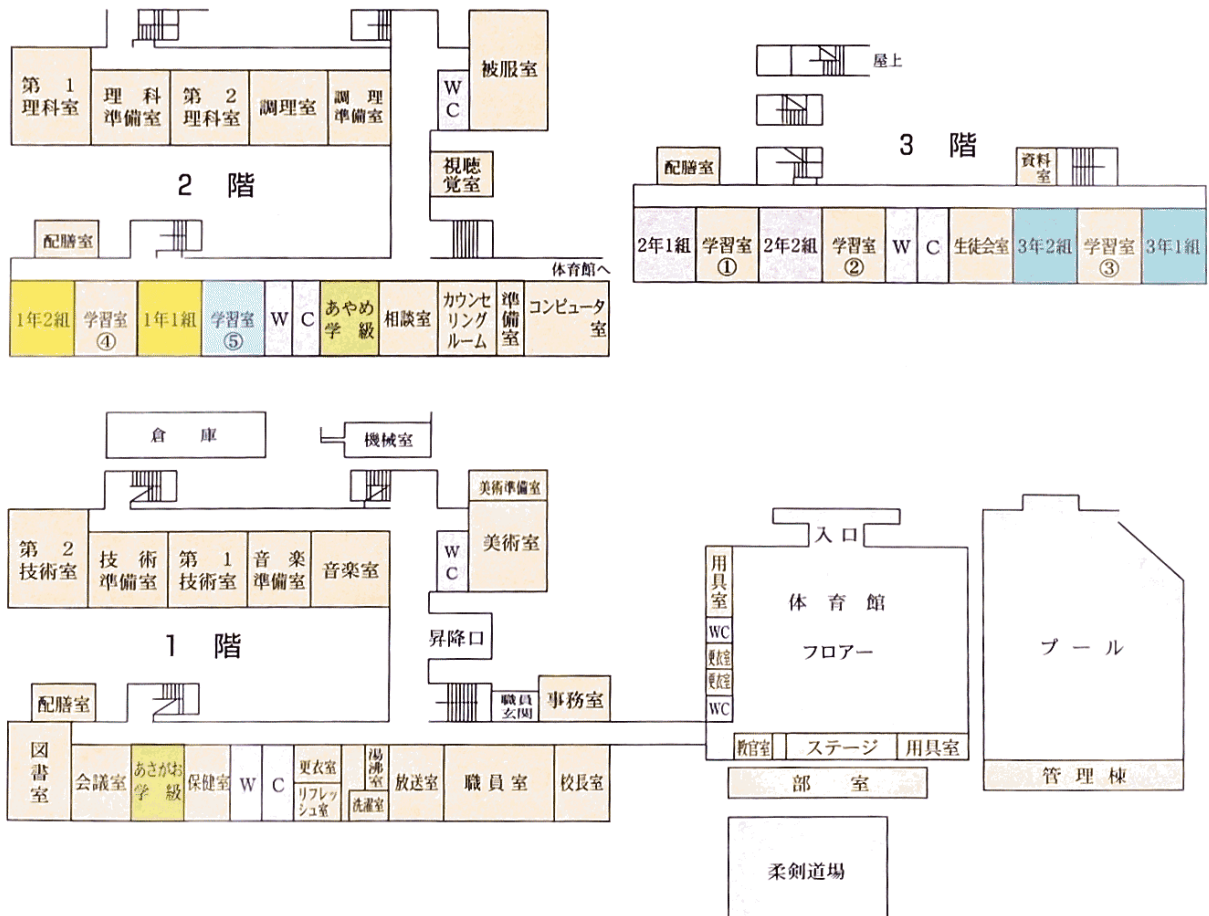 第 1
理科室
理 科
準備室
第 2
理科室
調理室
調 理
準備室
W
C
被服室
視聴
覚室
2 階
配膳室
体育館へ
1年2組
学習室
④
1年1組
学習室
⑤
W
C
あやめ
学 級
相談室
カウンセ
リング
ルーム
準
備
室
コンピュータ
室
屋上
3 階
配膳室
資料
室
2年1組
学習室
①
2年2組
学習室
②
W
C
生徒会室
3年2組
学習室
③
3年1組
倉 庫
機械室
美術準備室
美術室
W
C
第 2
技術室
技 術
準備室
第 1
技術室
音 楽
準備室
音楽室
1 階
昇降口
配膳室
職員
玄関
事務室
図
書
室
会議室
あさがお
学 級
保健室
W
C
更衣室
リフレッ
シュ室
湯
沸
室
洗濯室
放送室
職 員 室
校長室
入 口
用
具
室
WC
更衣室
更衣室
WC
体 育 館
フロアー
教官室
ステージ
用具室
部 室
柔剣道場
プ ー ル
管 理 棟